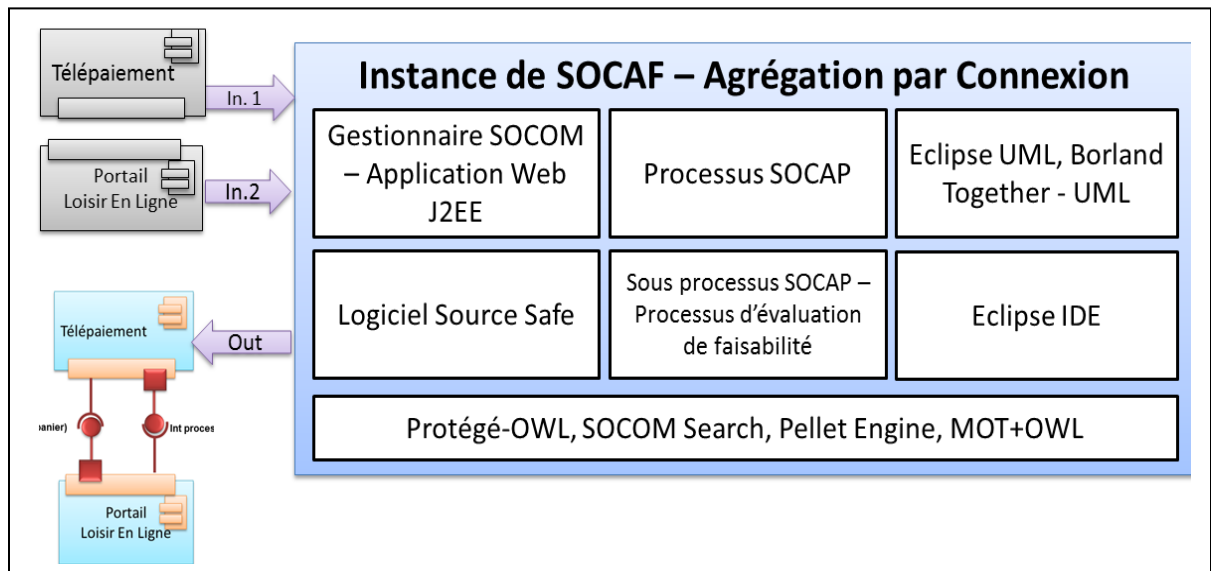 Télépaiement
In. 1
Portail
Loisir En Ligne
In.2
Instance de SOCAF – Agrégation par Connexion
Gestionnaire SOCOM
– Application Web
J2EE
Processus SOCAP
Eclipse UML, Borland
Together - UML
Logiciel Source Safe
Sous processus SOCAP –
Processus d'évaluation
de faisabilité
Eclipse IDE
Protégé-OWL, SOCOM Search, Pellet Engine, MOT+OWL
Out
Télépaiement
panier)
Int proces
Portail
Loisir En Ligne